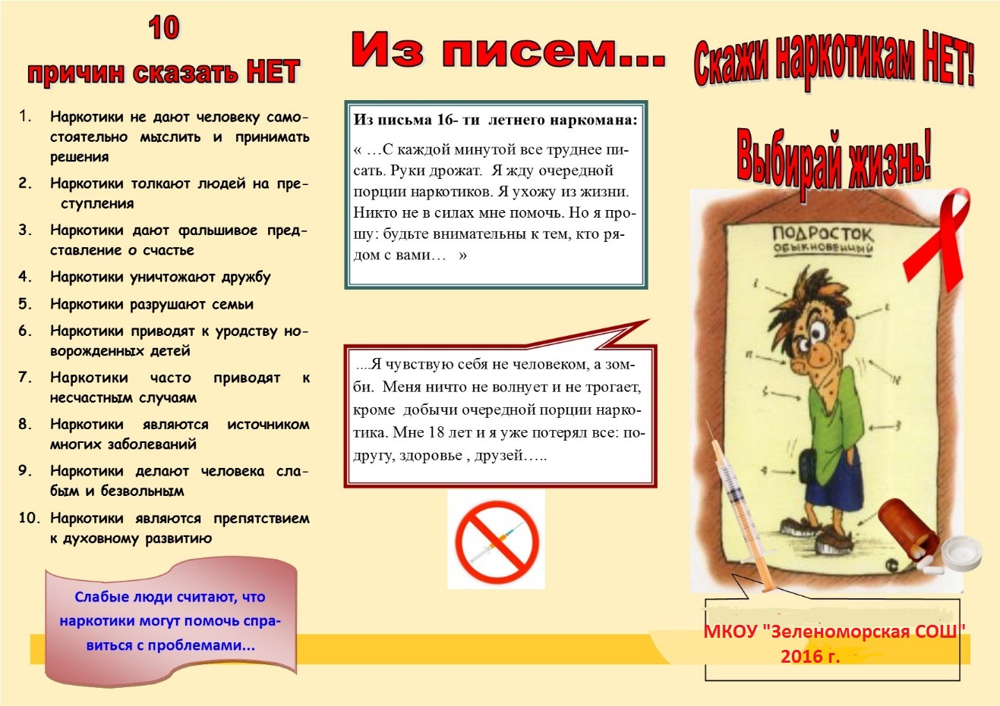 10
причин сказать НЕТ
1. Наркотики не дают человеку само-
стоятельно мыслить и принимать
решения
2. Наркотики толкают людей на пре-
ступления
3. Наркотики дают фальшивое пред-
ставление о счастье
4. Наркотики уничтожают дружбу
5. Наркотики разрушают семьи
6. Наркотики приводят к уродству но-
ворожденных детей
7. Наркотики часто приводят к
несчастным случаям
8. Наркотики являются источником
многих заболеваний
9. Наркотики делают человека сла-
бым и безвольным
10. Наркотики являются препятствием
к духовному развитию
Слабые люди считают, что
наркотики могут помочь спра-
виться с проблемами...
Из писем...
Из письма 16- ти летнего наркомана:
« …С каждой минутой все труднее пи-
сать. Руки дрожат. Я жду очередной
порции наркотиков. Я ухожу из жизни.
Никто не в силах мне помочь. Но я про-
шу: будьте внимательны к тем, кто ря-
дом с вами… »
....Я чувствую себя не человеком, а зом-
би. Меня ничто не волнует и не трогает,
кроме добычи очередной порции нарко-
тика. Мне 18 лет и я уже потерял все: по-
другу, здоровье , друзей…..
Скажи наркотикам НЕТ!
Выбирай жизнь!
ПОДРОСТОК
ОБЫКНОВЕННЫЙ
МКОУ "Зеленоморская СОШ"
2016 г.